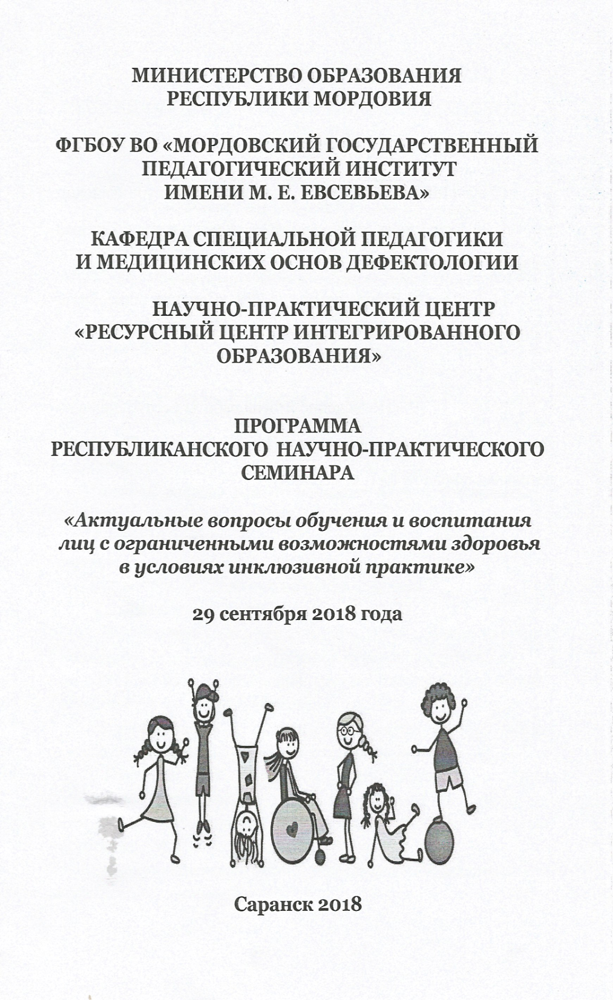 МИНИСТЕРСТВО ОБРАЗОВАНИЯ
РЕСПУБЛИКИ МОРДОВИЯ
ФГБОУ ВО «МОРДОВСКИЙ ГОСУДАРСТВЕННЫЙ
ПЕДАГОГИЧЕСКИЙ ИНСТИТУТ
ИМЕНИ М. Е. ЕВСЕВЬЕВА»
КАФЕДРА СПЕЦИАЛЬНОЙ ПЕДАГОГИКИ
И МЕДИЦИНСКИХ ОСНОВ ДЕФЕКТОЛОГИИ
НАУЧНО-ПРАКТИЧЕСКИЙ ЦЕНТР
«РЕСУРСНЫЙ ЦЕНТР ИНТЕГРИРОВАННОГО
ОБРАЗОВАНИЯ»
ПРОГРАММА
РЕСПУБЛИКАНСКОГО НАУЧНО-ПРАКТИЧЕСКОГО
СЕМИНАРА
«Актуальные вопросы обучения и воспитания
лиц с ограниченными возможностями здоровья
в условиях инклюзивной практике»
29 сентября 2018 года
Саранск 2018